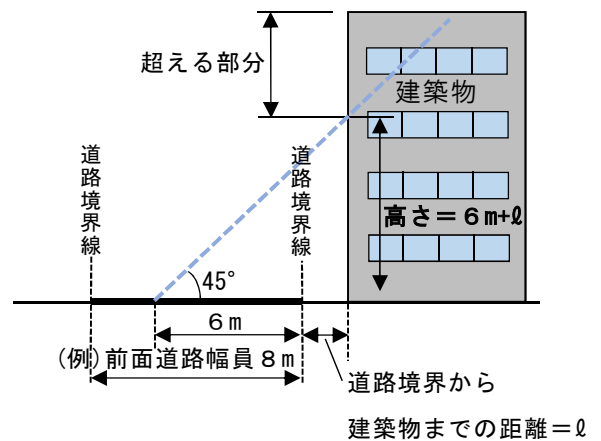 超える部分
建築物
道路境界線
道路境界線
高さ＝６m+ℓ
45°
６m
(例)前面道路幅員８m
道路境界から
建築物までの距離＝ℓ